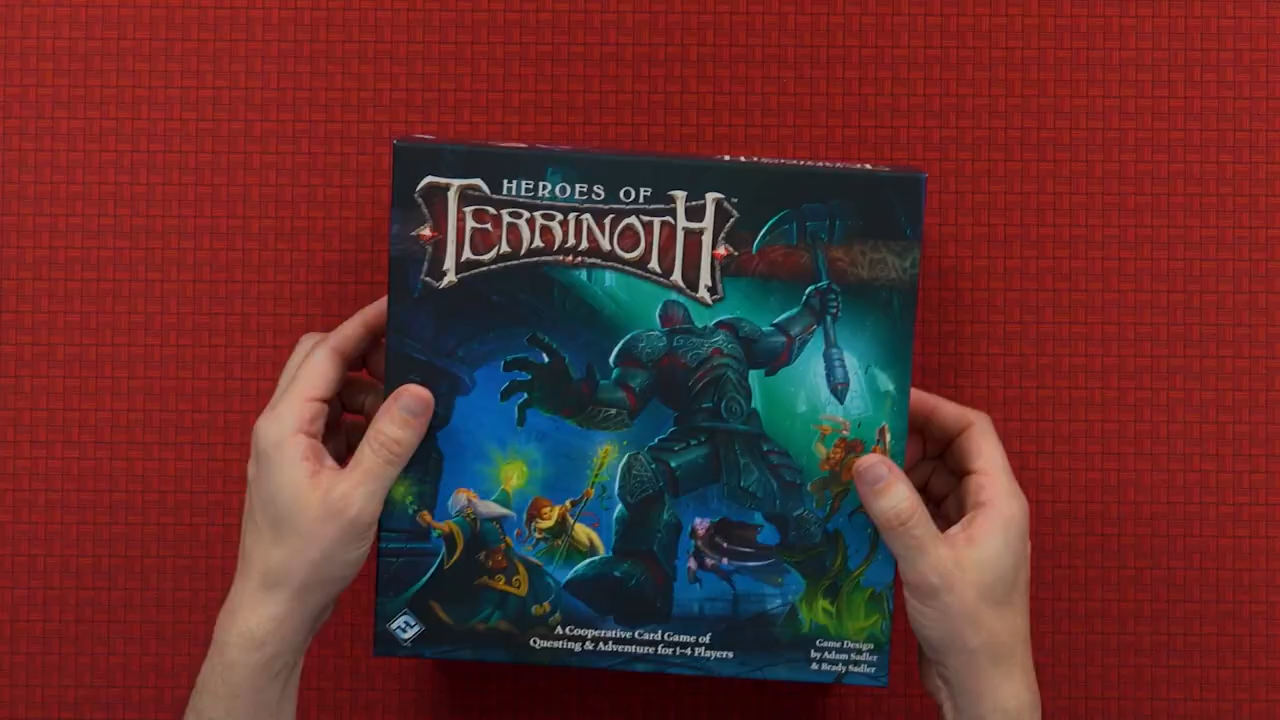 HEROES OF
TERRINOTH™
A Cooperative Card Game of
Questing & Adventure for 1-4 Players
Game Design
by Adam Sadler
& Brady Sadler